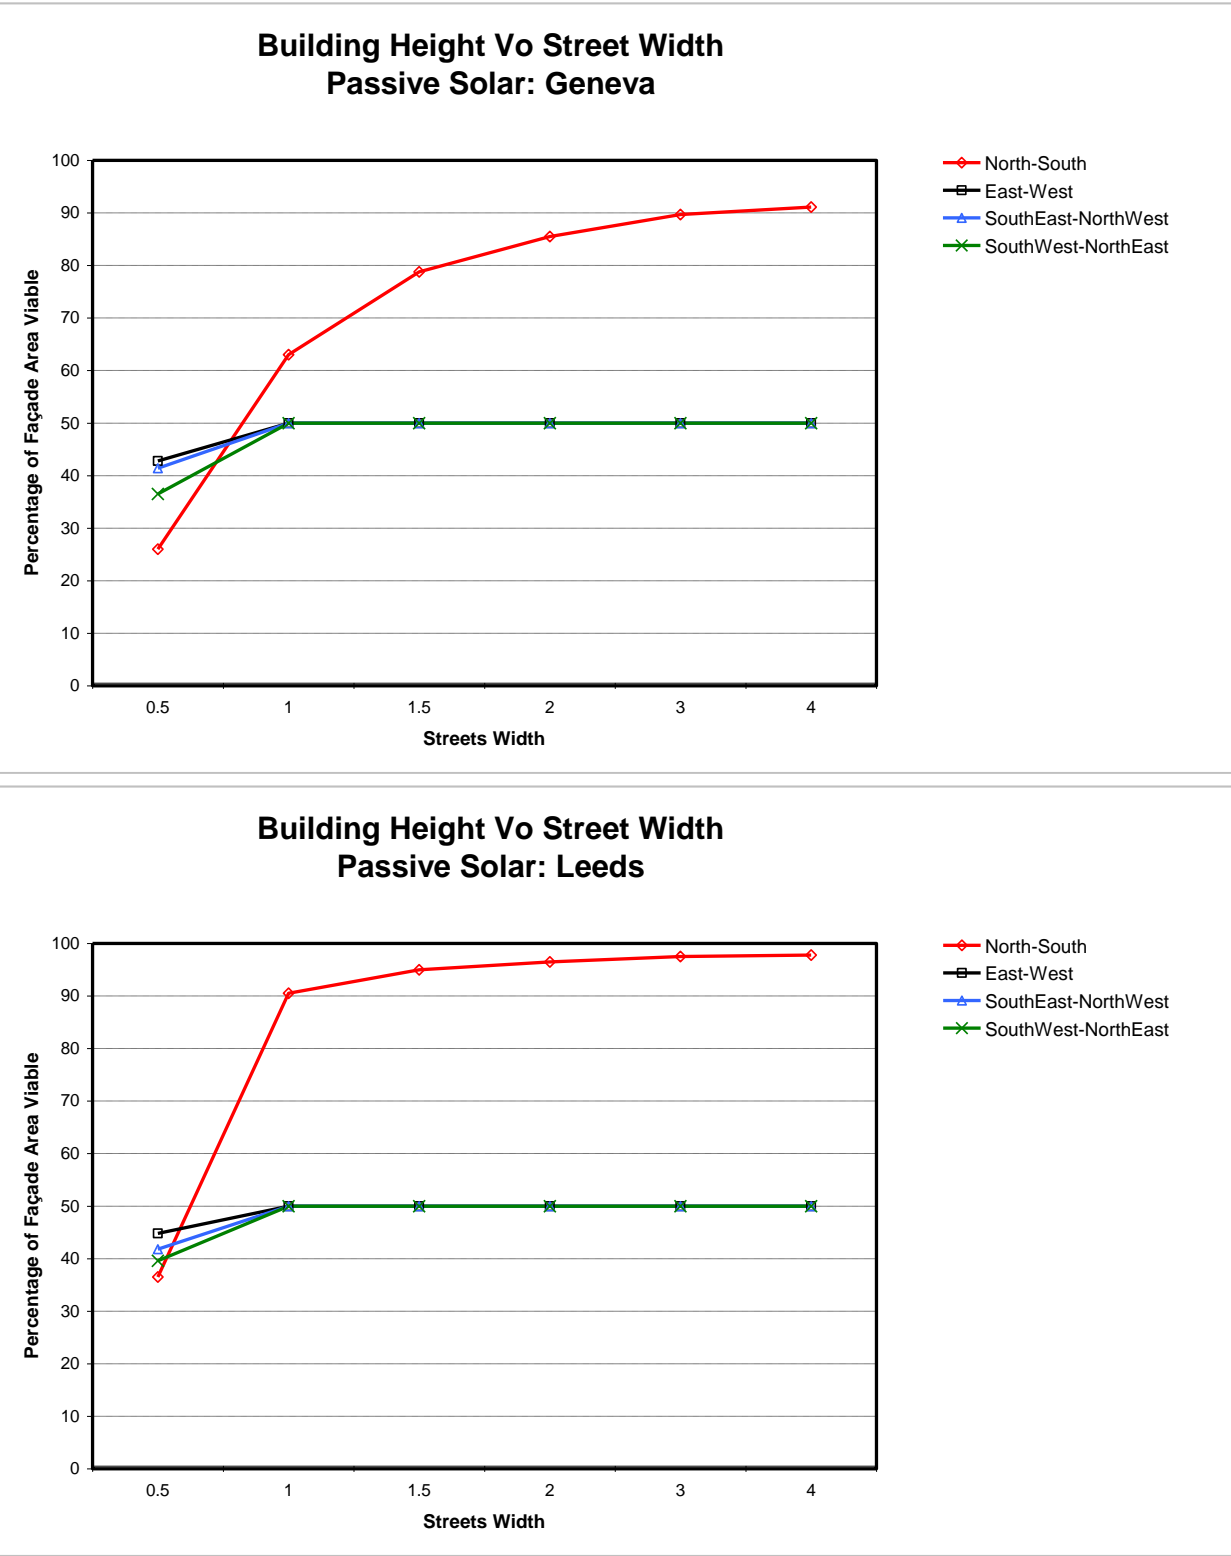 Building Height Vo Street Width
Passive Solar: Geneva
100
90
80
70
60
50
40
30
20
10
0
Percentage of Façade Area Viable
0.5 1 1.5 2 3 4
Streets Width
North-South
East-West
SouthEast-NorthWest
SouthWest-NorthEast
Building Height Vo Street Width
Passive Solar: Leeds
100
90
80
70
60
50
40
30
20
10
0
Percentage of Façade Area Viable
0.5 1 1.5 2 3 4
Streets Width
North-South
East-West
SouthEast-NorthWest
SouthWest-NorthEast